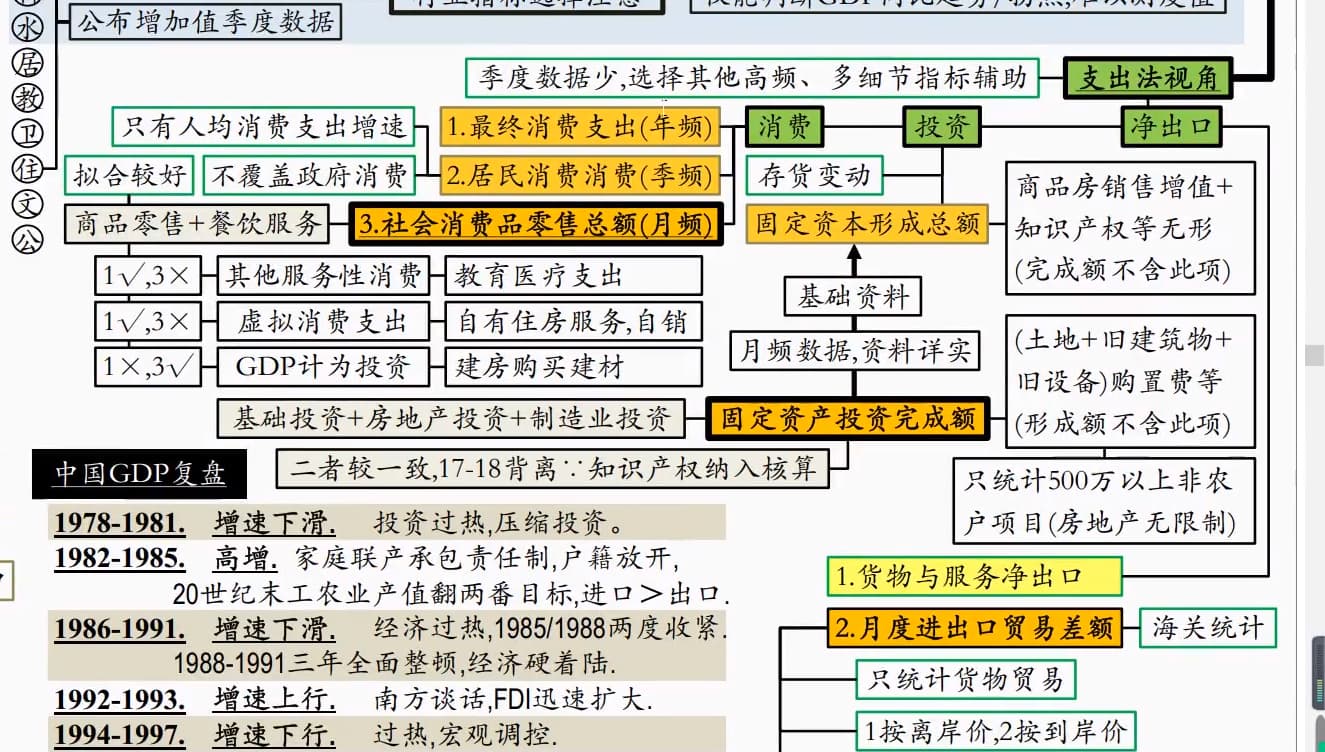 水
居
教
卫
住
文
公
公布增加值季度数据
季度数据少,选择其他高频、多细节指标辅助
支出法视角
只有人均消费支出增速
1.最终消费支出(年频)
消费
投资
净出口
拟合较好
不覆盖政府消费
2.居民消费消费(季频)
存货变动
商品零售+餐饮服务
3.社会消费品零售总额(月频)
固定资本形成总额
商品房销售增值+
知识产权等无形
(完成额不含此项)
1√,3×
其他服务性消费
教育医疗支出
基础资料
1√,3×
虚拟消费支出
自有住房服务,自销
月频数据,资料详实
1×,3√
GDP计为投资
建房购买建材
(土地+旧建筑物+
旧设备)购置费等
(形成额不含此项)
基础投资+房地产投资+制造业投资
固定资产投资完成额
二者较一致,17-18背离∵知识产权纳入核算
只统计500万以上非农
户项目(房地产无限制)
中国GDP复盘
1978-1981. 增速下滑. 投资过热,压缩投资。
1982-1985. 高增. 家庭联产承包责任制,户籍放开,
20世纪末工农业产值翻两番目标,进口＞出口.
1986-1991. 增速下滑. 经济过热,1985/1988两度收紧.
1988-1991三年全面整顿,经济硬着陆.
1992-1993. 增速上行. 南方谈话,FDI迅速扩大.
1994-1997. 增速下行. 过热,宏观调控.
1.货物与服务净出口
2.月度进出口贸易差额
海关统计
只统计货物贸易
1按离岸价,2按到岸价